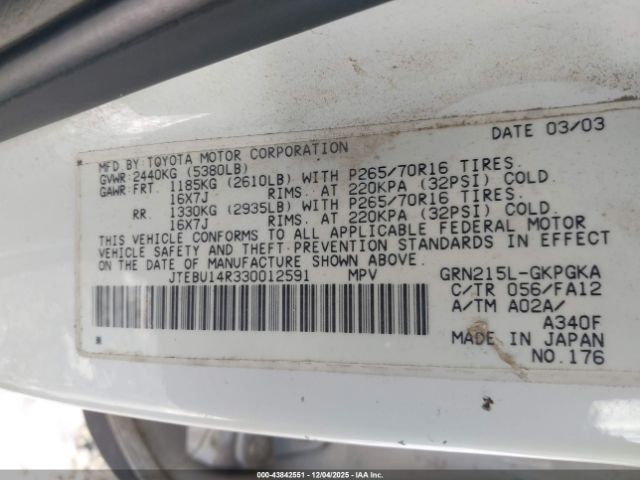 DATE 03/03
MFD BY: TOYOTA MOTOR CORPORATION
GVWR: 2440KG (5380LB)
GAWR: FRT. 1185KG (2610LB) WITH P265/70R16 TIRES.
16X7J RIMS. AT 220KPA (32PSI) COLD
RR. 1330KG (2935LB) WITH P265/70R16 TIRES.
16X7J RIMS. AT 220KPA (32PSI) COLD.
THIS VEHICLE CONFORMS TO ALL APPLICABLE FEDERAL MOTOR
VEHICLE SAFETY AND THEFT PREVENTION STANDARDS IN EFFECT
ON THE DATE OF MANUFACTURE SHOWN ABOVE.
JTEBU14R330012591 MPV GRN215L-GKPGKA
C/TR 056/FA12
A/TM A02A/
A340F
MADE IN JAPAN
NO.176
000-43842551 - 12/04/2025 - IAAI.COM